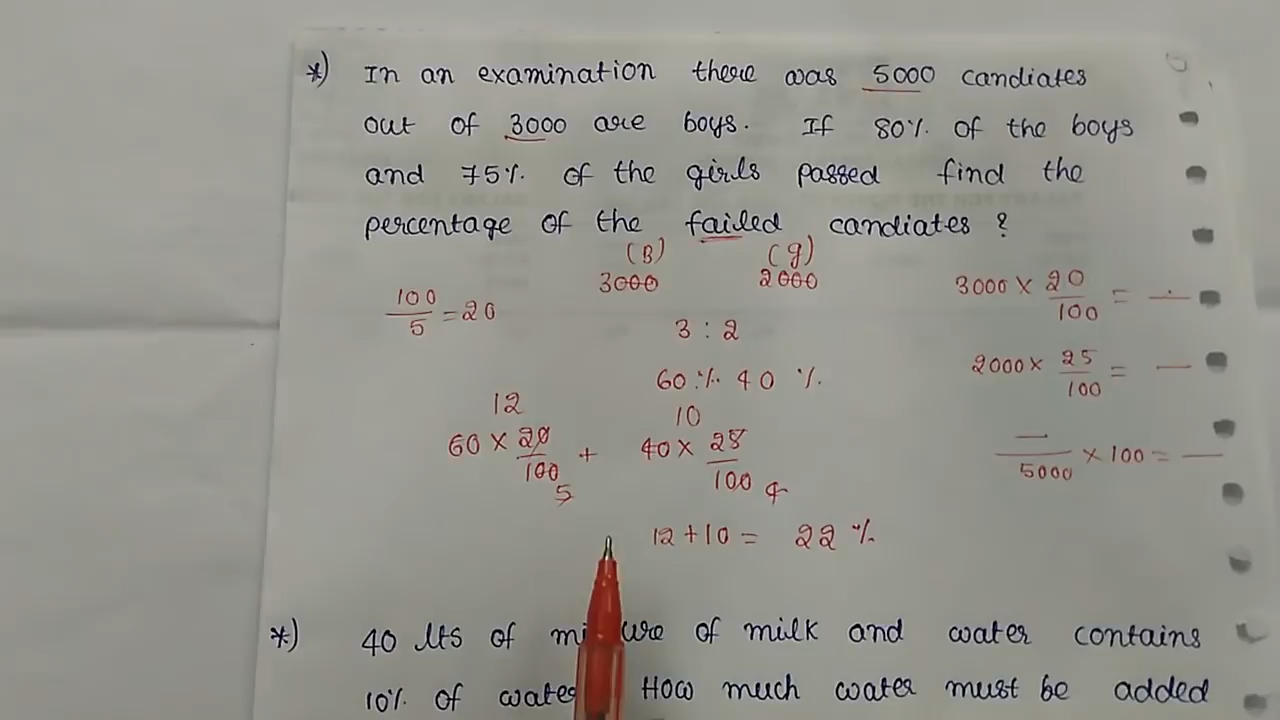 *) In an examination there was 5000 candiates
out of 3000 are boys. If 80% of the boys
and 75% of the girls passed find the
percentage of the failed candiates ?
(B) (g)
3000 2000
100/5 = 20
3 : 2
60 % : 40 %
12 10
60 × 20/100 + 40 × 25/100
5 4
12 + 10 = 22 %
3000 × 20/100 = —
2000 × 25/100 = —
—/5000 × 100 = —
*) 40 lts of mixture of milk and water contains
10% of water How much water must be added